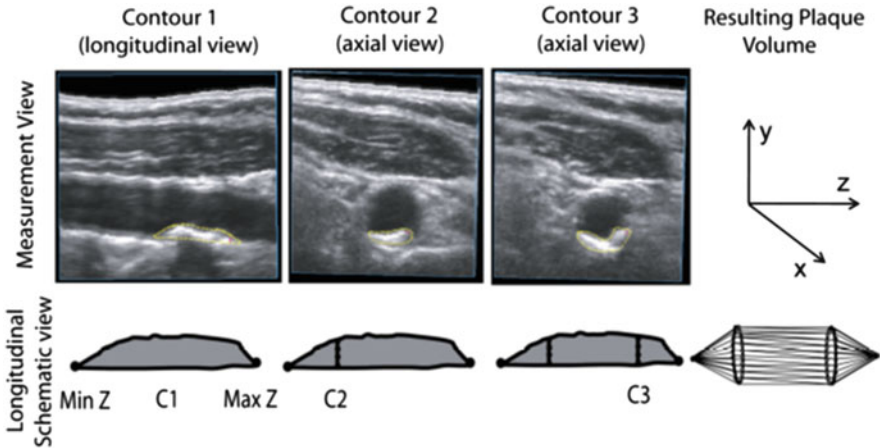 Contour 1
(longitudinal view)
Contour 2
(axial view)
Contour 3
(axial view)
Resulting Plaque
Volume
Measurement View
y
z
x
Longitudinal
Schematic view
Min Z
C1
Max Z
C2
C3